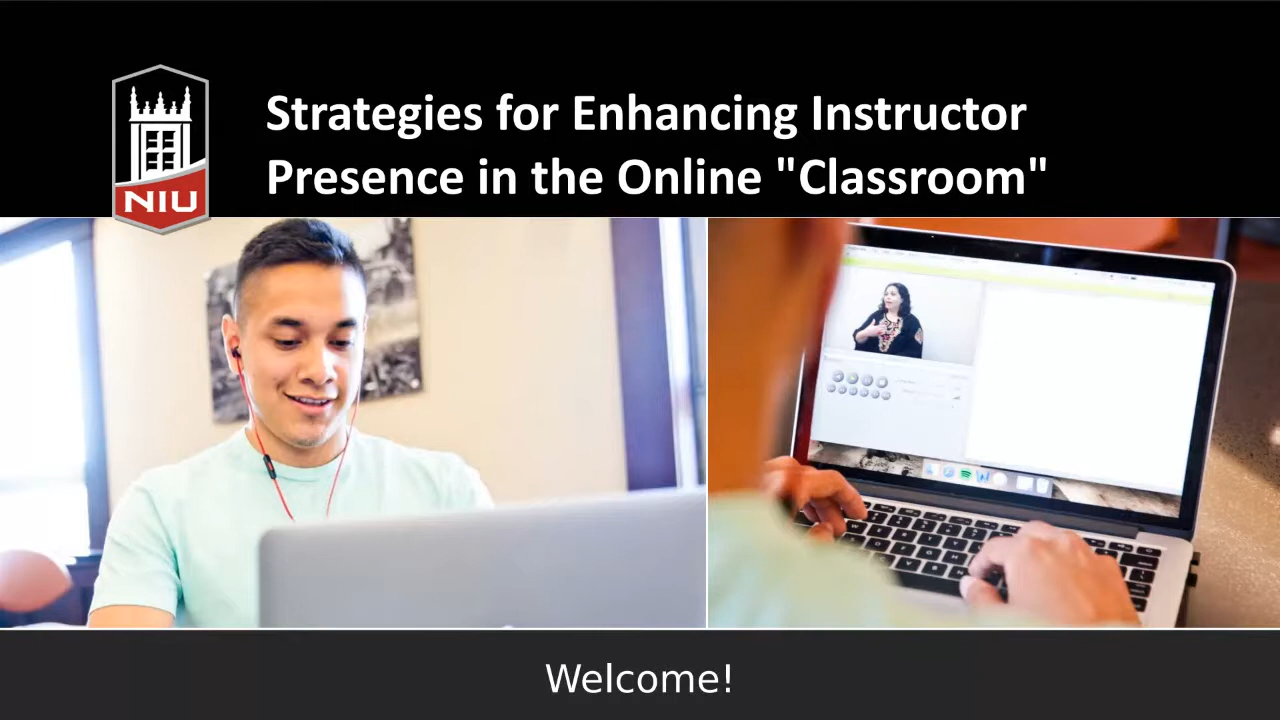 Strategies for Enhancing Instructor
Presence in the Online "Classroom"
NIU
Welcome!